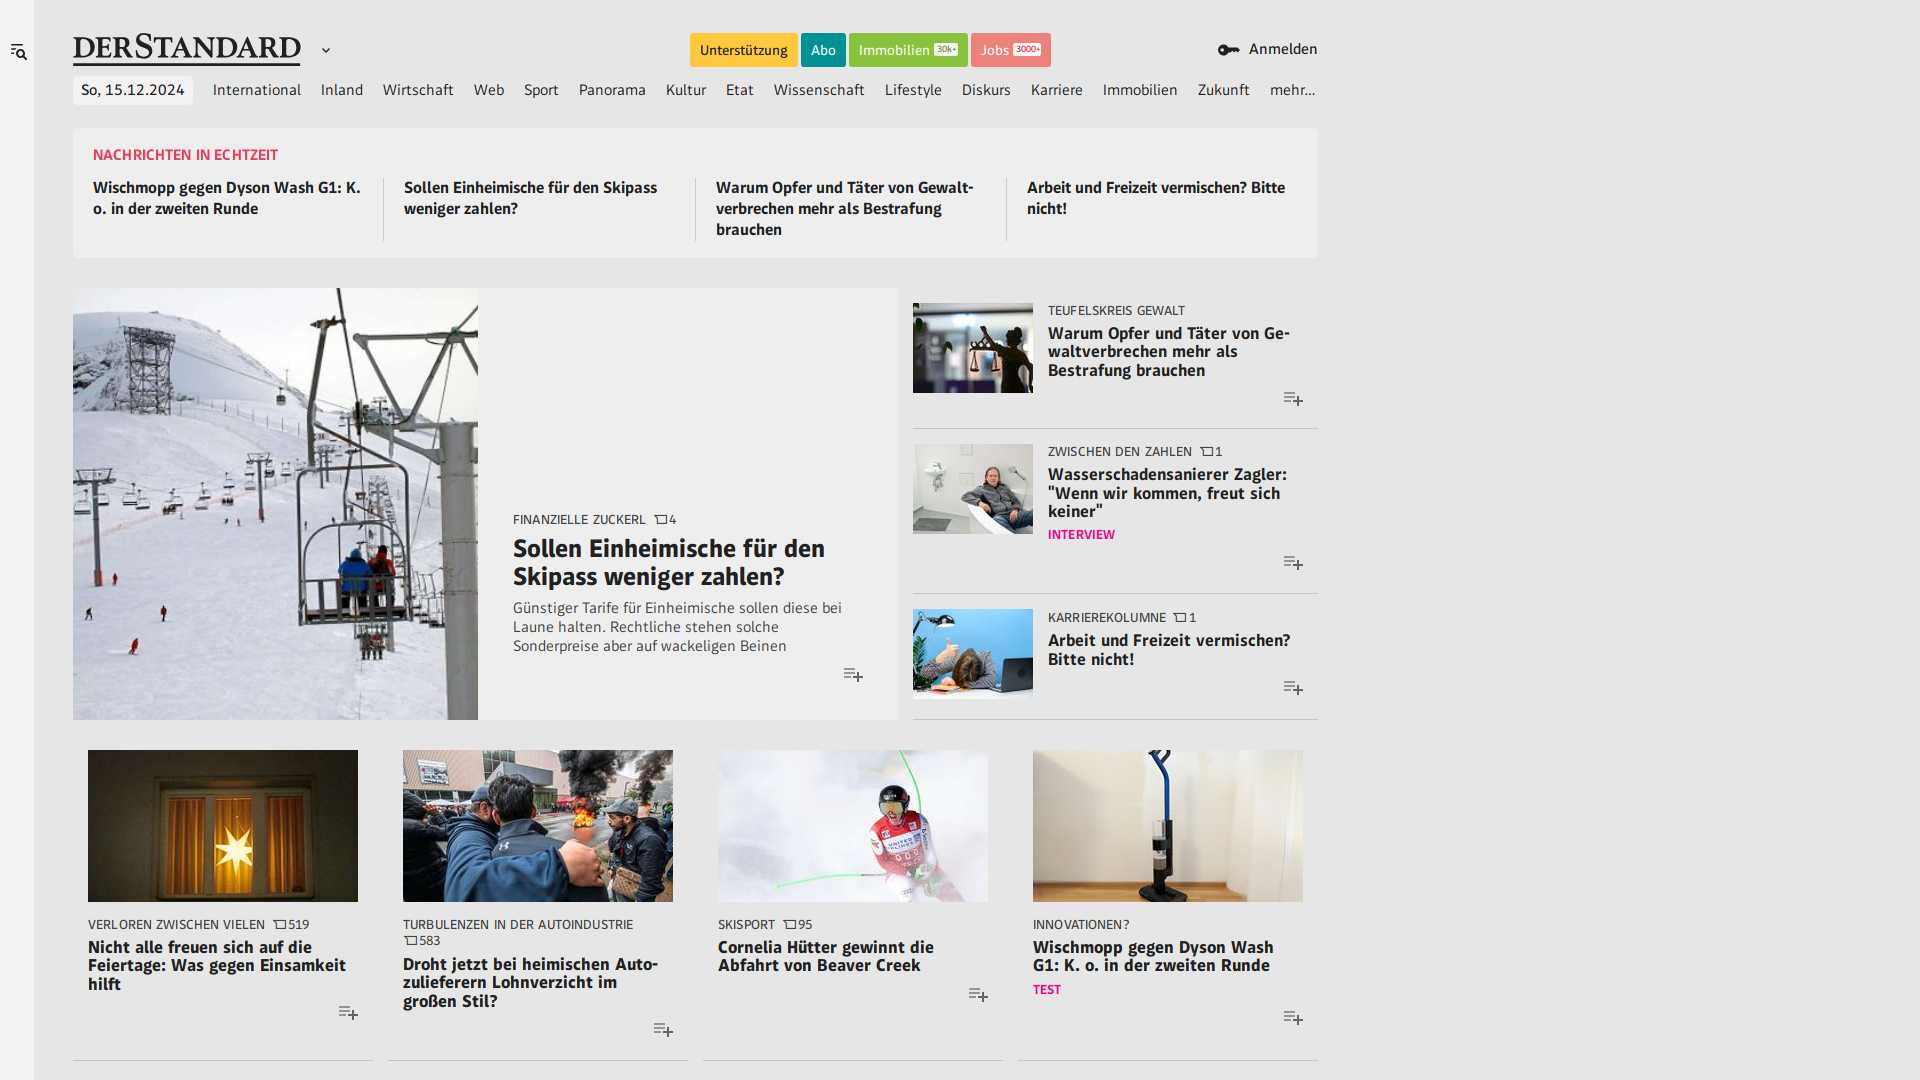 DERSTANDARD
Unterstützung
Abo
Immobilien 30k+
Jobs 3000+
Anmelden
So, 15.12.2024
International
Inland
Wirtschaft
Web
Sport
Panorama
Kultur
Etat
Wissenschaft
Lifestyle
Diskurs
Karriere
Immobilien
Zukunft
mehr...
NACHRICHTEN IN ECHTZEIT
Wischmopp gegen Dyson Wash G1: K.
o. in der zweiten Runde
Sollen Einheimische für den Skipass
weniger zahlen?
Warum Opfer und Täter von Gewalt-
verbrechen mehr als Bestrafung
brauchen
Arbeit und Freizeit vermischen? Bitte
nicht!
FINANZIELLE ZUCKERL 4
Sollen Einheimische für den
Skipass weniger zahlen?
Günstiger Tarife für Einheimische sollen diese bei
Laune halten. Rechtliche stehen solche
Sonderpreise aber auf wackeligen Beinen
TEUFELSKREIS GEWALT
Warum Opfer und Täter von Ge-
waltverbrechen mehr als
Bestrafung brauchen
ZWISCHEN DEN ZAHLEN 1
Wasserschadensanierer Zagler:
"Wenn wir kommen, freut sich
keiner"
INTERVIEW
KARRIEREKOLUMNE 1
Arbeit und Freizeit vermischen?
Bitte nicht!
VERLOREN ZWISCHEN VIELEN 519
Nicht alle freuen sich auf die
Feiertage: Was gegen Einsamkeit
hilft
TURBULENZEN IN DER AUTOINDUSTRIE
583
Droht jetzt bei heimischen Auto-
zulieferern Lohnverzicht im
großen Stil?
SKISPORT 95
Cornelia Hütter gewinnt die
Abfahrt von Beaver Creek
INNOVATIONEN?
Wischmopp gegen Dyson Wash
G1: K. o. in der zweiten Runde
TEST